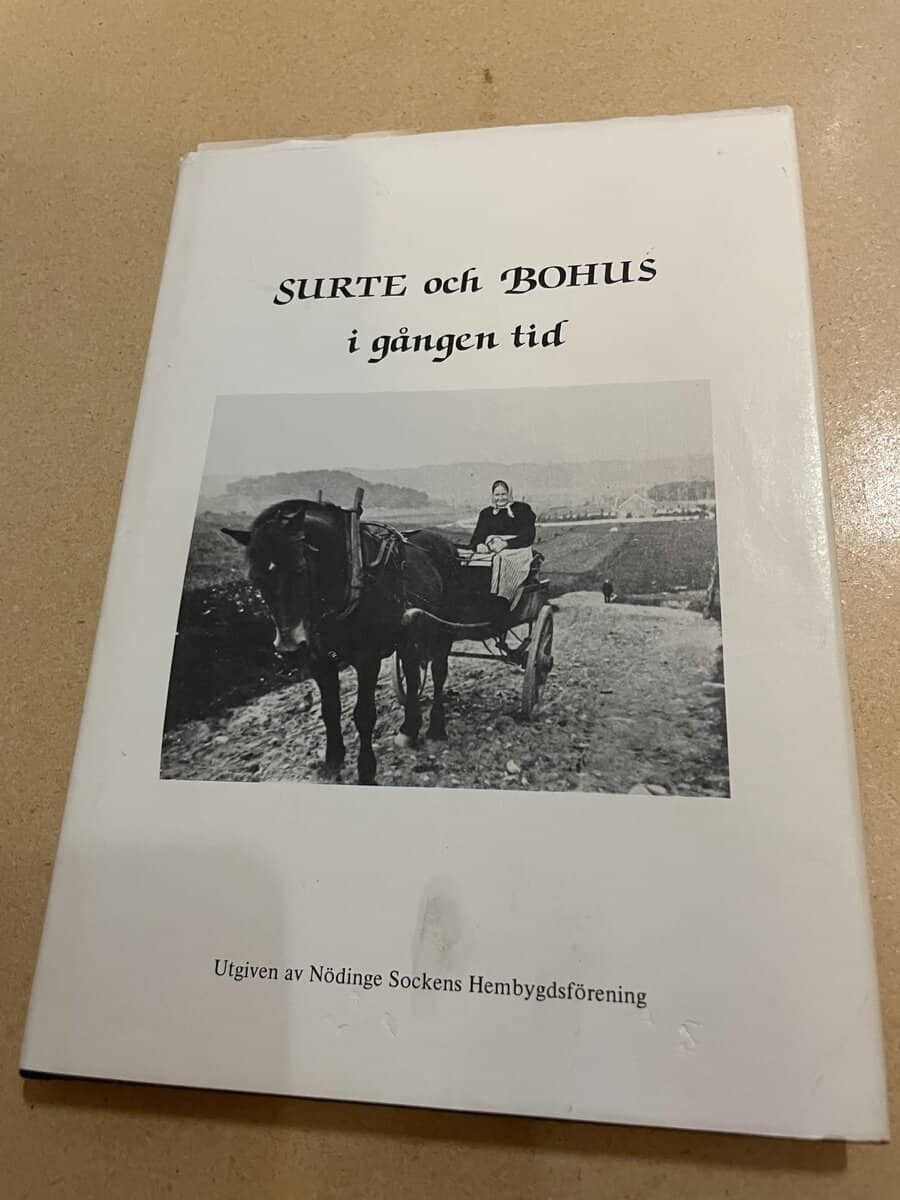 SURTE och BOHUS
i gången tid
Utgiven av Nödinge Sockens Hembygdsförening